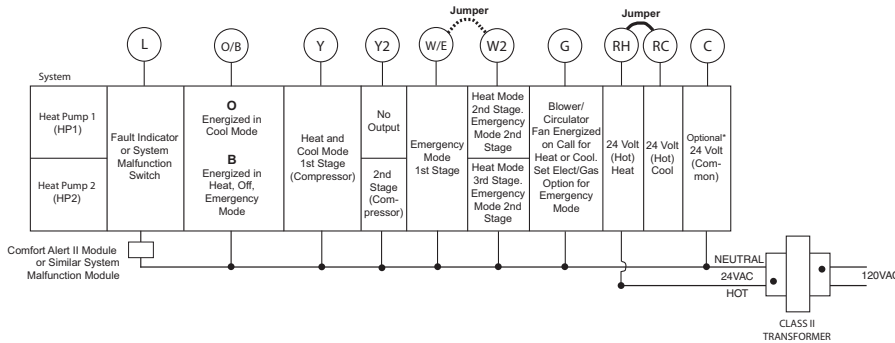 Jumper
Jumper
L
O/B
Y
Y2
W/E
W2
G
RH
RC
C
System
Heat Pump 1
(HP1)
Heat Pump 2
(HP2)
Fault Indicator
or System
Malfunction
Switch
O
Energized in
Cool Mode
B
Energized in
Heat, Off,
Emergency
Mode
Heat and
Cool Mode
1st Stage
(Compressor)
No
Output
2nd
Stage
(Com-
pressor)
Emergency
Mode
1st Stage
Heat Mode
2nd Stage.
Emergency
Mode 2nd
Stage
Heat Mode
3rd Stage.
Emergency
Mode 2nd
Stage
Blower/
Circulator
Fan Energized
on Call for
Heat or Cool.
Set Elect/Gas
Option for
Emergency
Mode
24 Volt
(Hot)
Heat
24 Volt
(Hot)
Cool
Optional*
24 Volt
(Com-
mon)
Comfort Alert II Module
or Similar System
Malfunction Module
NEUTRAL
24VAC
HOT
120VAC
CLASS II
TRANSFORMER